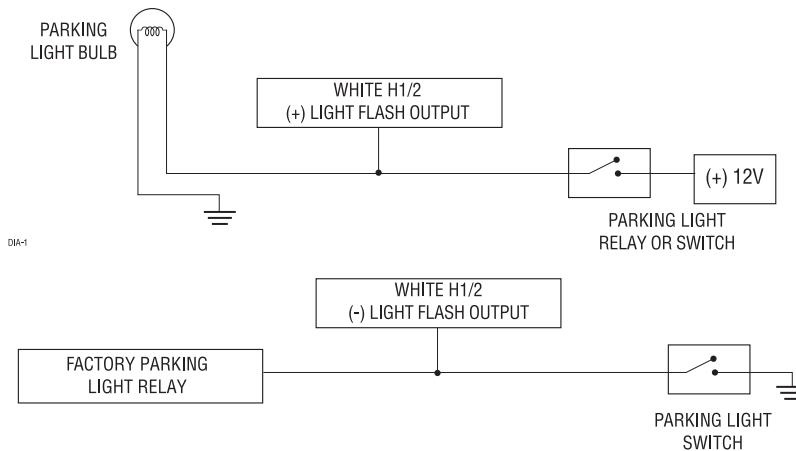 PARKING
LIGHT BULB
WHITE H1/2
(+) LIGHT FLASH OUTPUT
(+) 12V
PARKING LIGHT
RELAY OR SWITCH
DIA-1
WHITE H1/2
(-) LIGHT FLASH OUTPUT
FACTORY PARKING
LIGHT RELAY
PARKING LIGHT
SWITCH